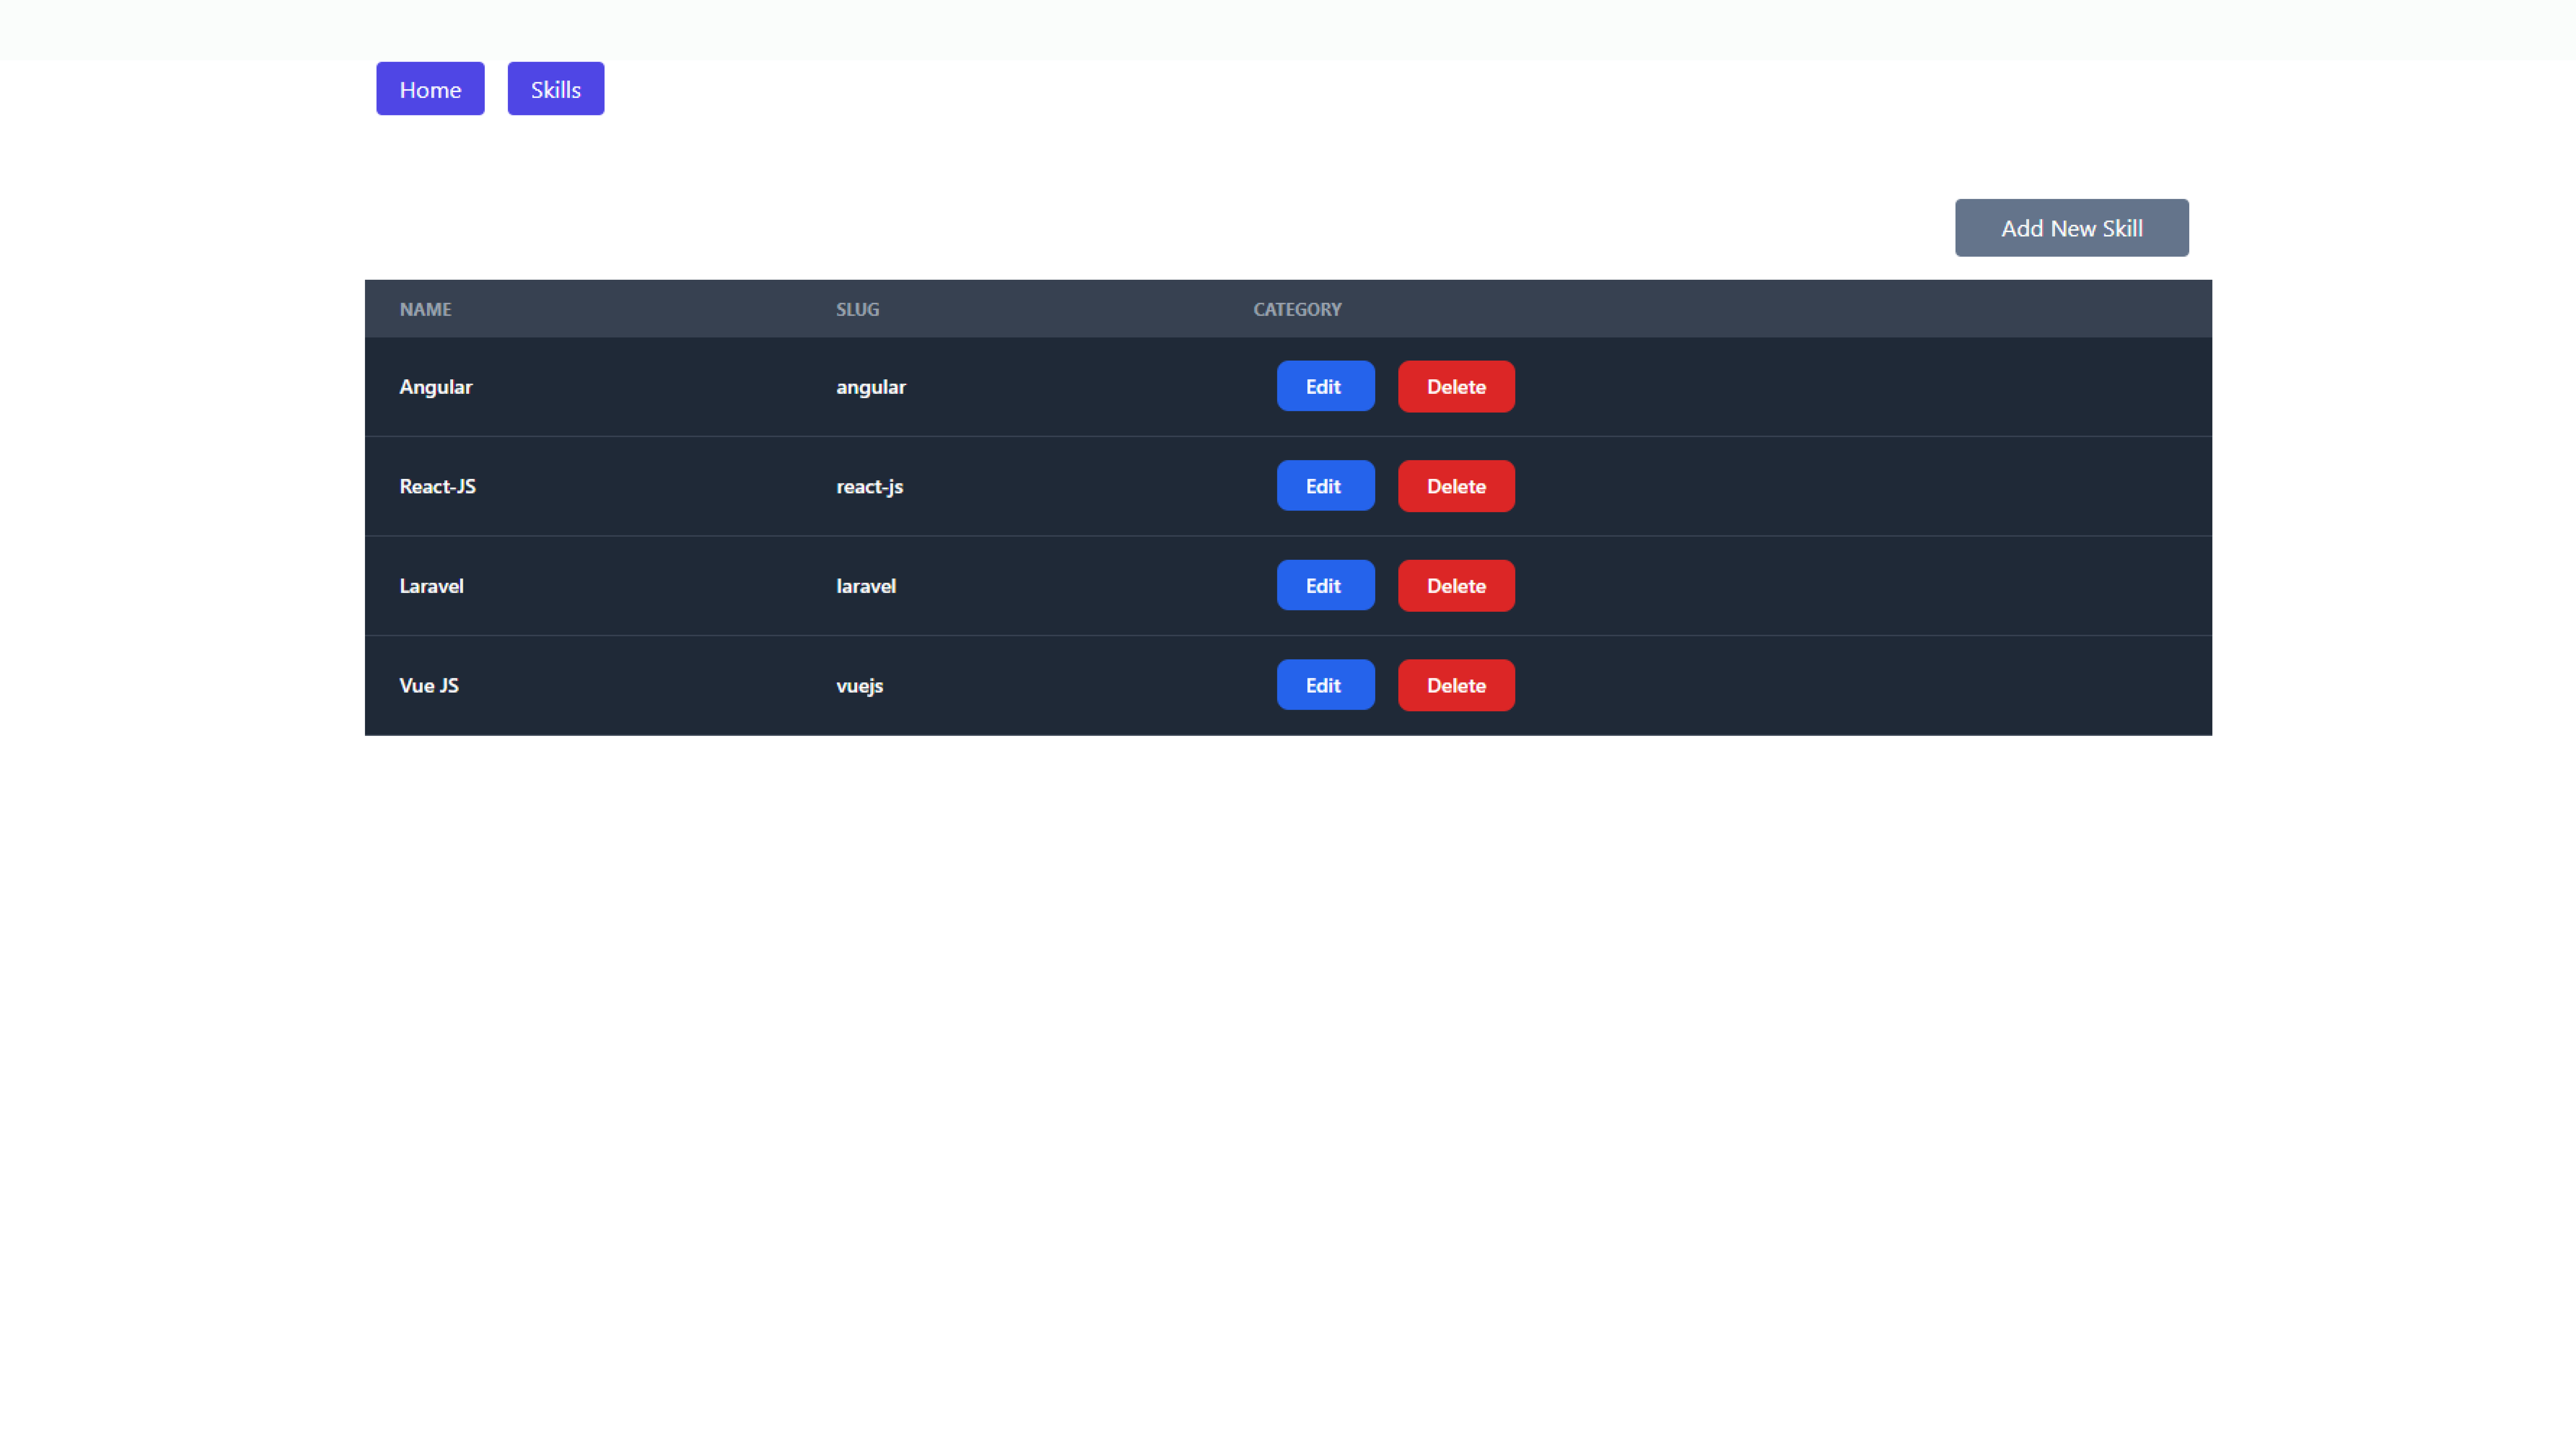 Home Skills
Add New Skill
NAME SLUG CATEGORY
Angular angular Edit Delete
React-JS react-js Edit Delete
Laravel laravel Edit Delete
Vue JS vuejs Edit Delete